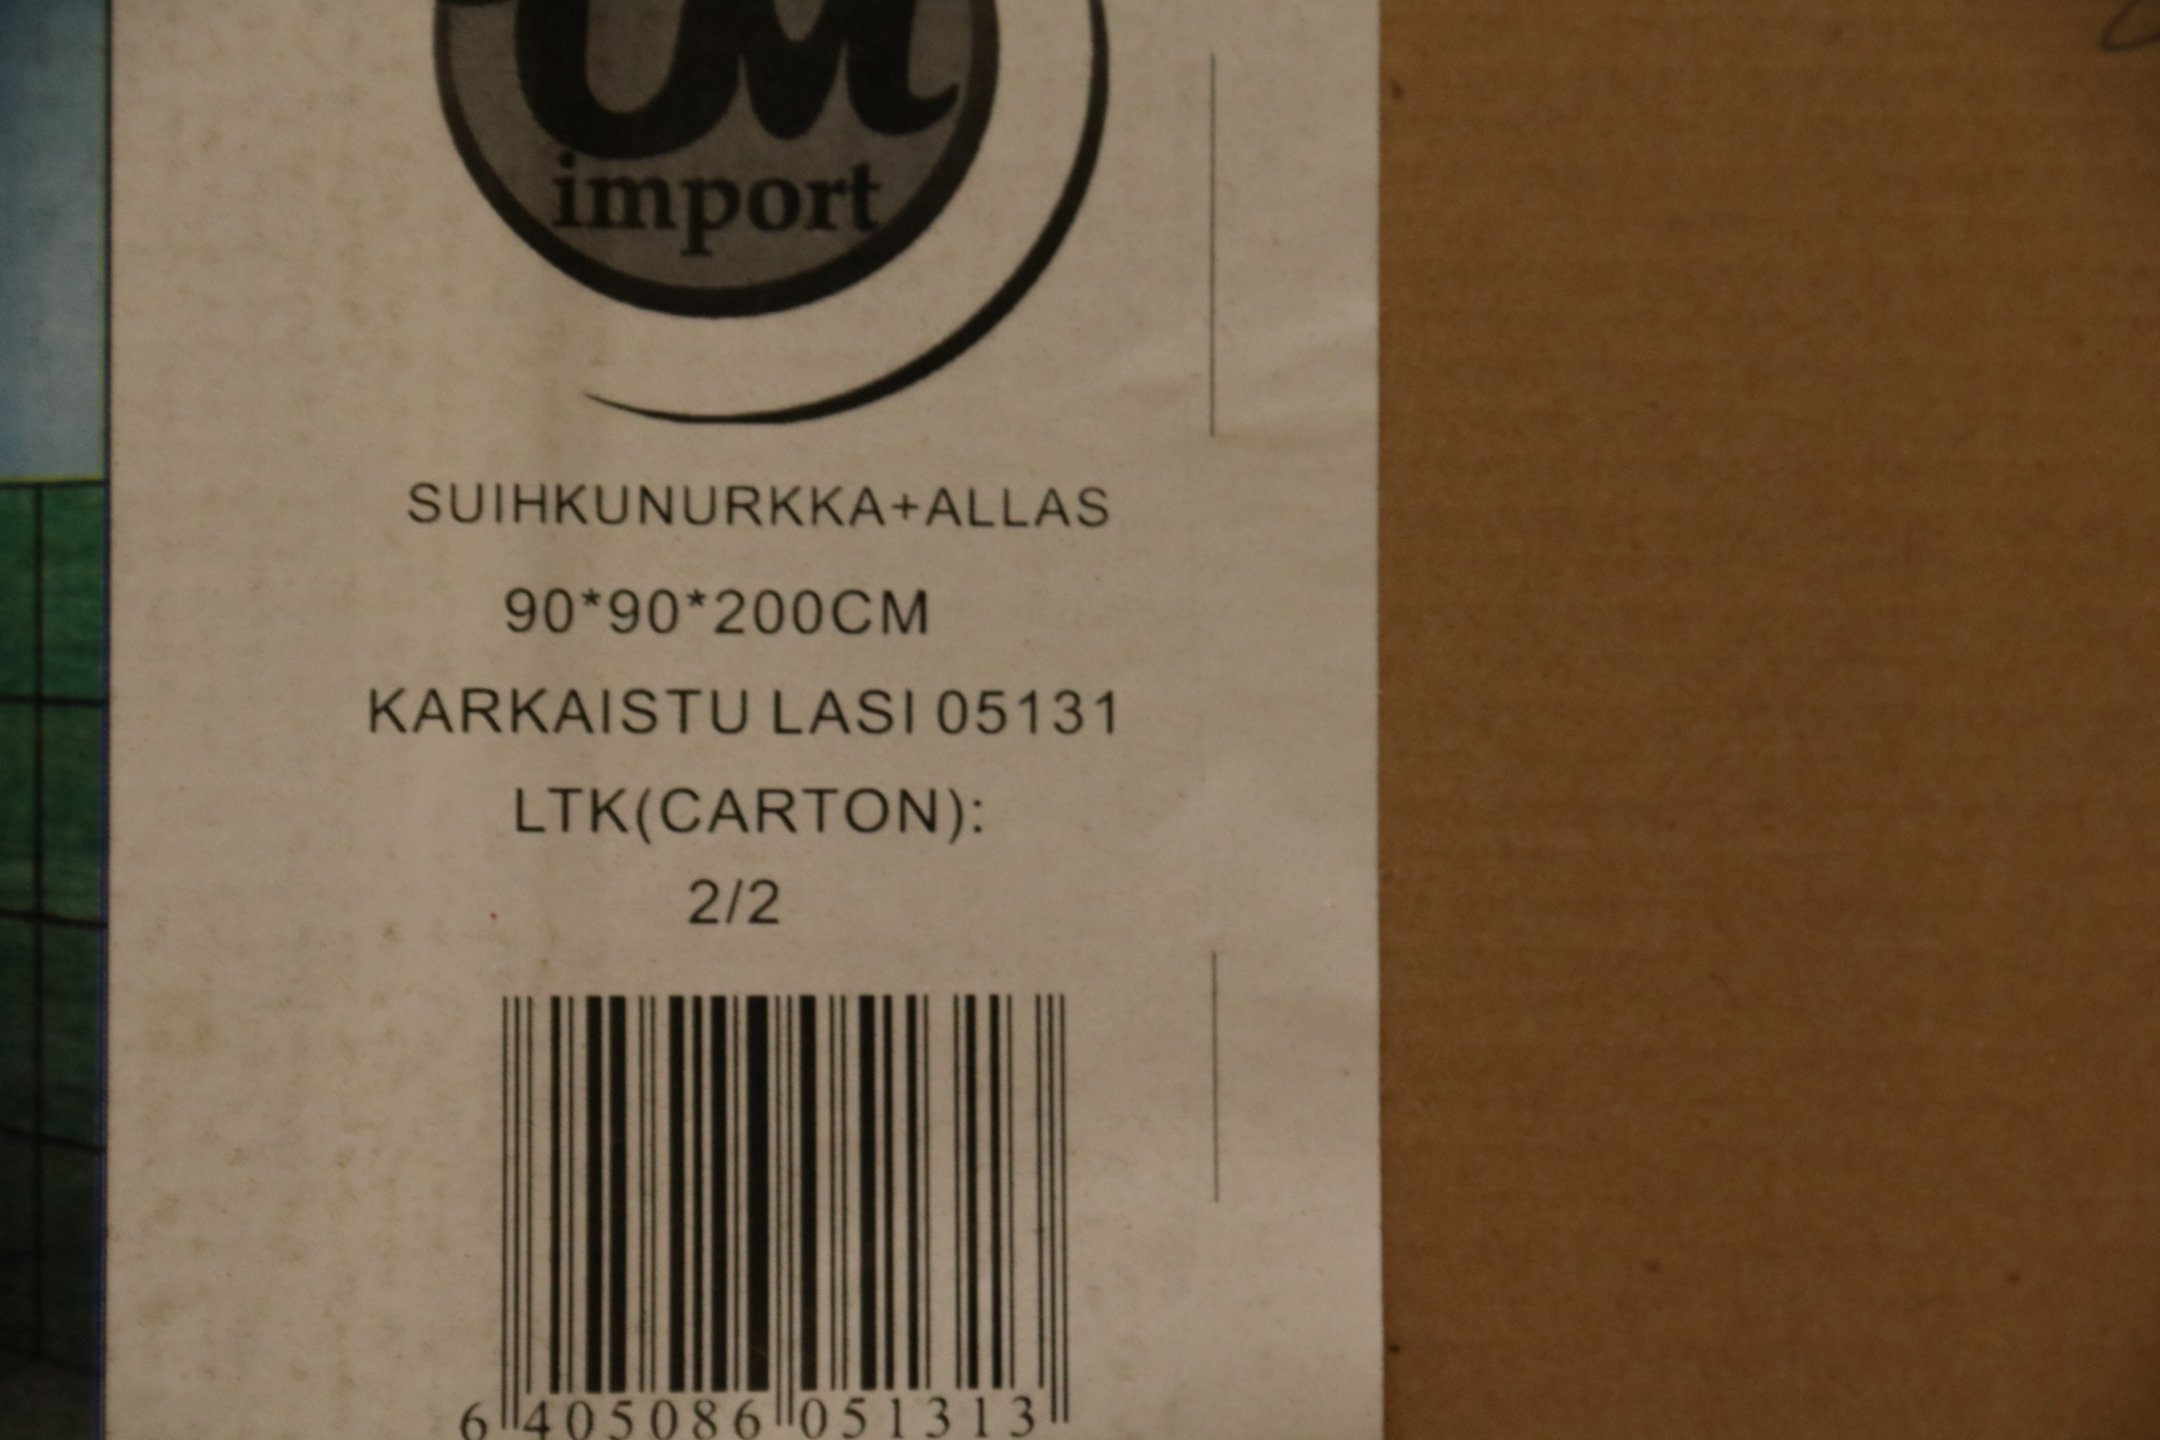 import
SUIHKUNURKKA+ALLAS
90*90*200CM
KARKAISTU LASI 05131
LTK(CARTON):
2/2
6 405086 051313